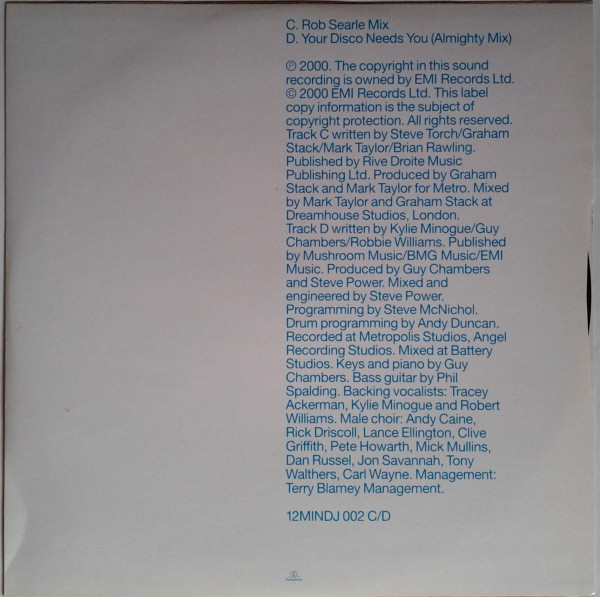 C. Rob Searle Mix
D. Your Disco Needs You (Almighty Mix)
℗ 2000. The copyright in this sound
recording is owned by EMI Records Ltd.
© 2000 EMI Records Ltd. This label
copy information is the subject of
copyright protection. All rights reserved.
Track C written by Steve Torch/Graham
Stack/Mark Taylor/Brian Rawling.
Published by Rive Droite Music
Publishing Ltd. Produced by Graham
Stack and Mark Taylor for Metro. Mixed
by Mark Taylor and Graham Stack at
Dreamhouse Studios, London.
Track D written by Kylie Minogue/Guy
Chambers/Robbie Williams. Published
by Mushroom Music/BMG Music/EMI
Music. Produced by Guy Chambers
and Steve Power. Mixed and
engineered by Steve Power.
Programming by Steve McNichol.
Drum programming by Andy Duncan.
Recorded at Metropolis Studios, Angel
Recording Studios. Mixed at Battery
Studios. Keys and piano by Guy
Chambers. Bass guitar by Phil
Spalding. Backing vocalists: Tracey
Ackerman, Kylie Minogue and Robert
Williams. Male choir: Andy Caine,
Rick Driscoll, Lance Ellington, Clive
Griffith, Pete Howarth, Mick Mullins,
Dan Russel, Jon Savannah, Tony
Walthers, Carl Wayne. Management:
Terry Blamey Management.
12MINDJ 002 C/D